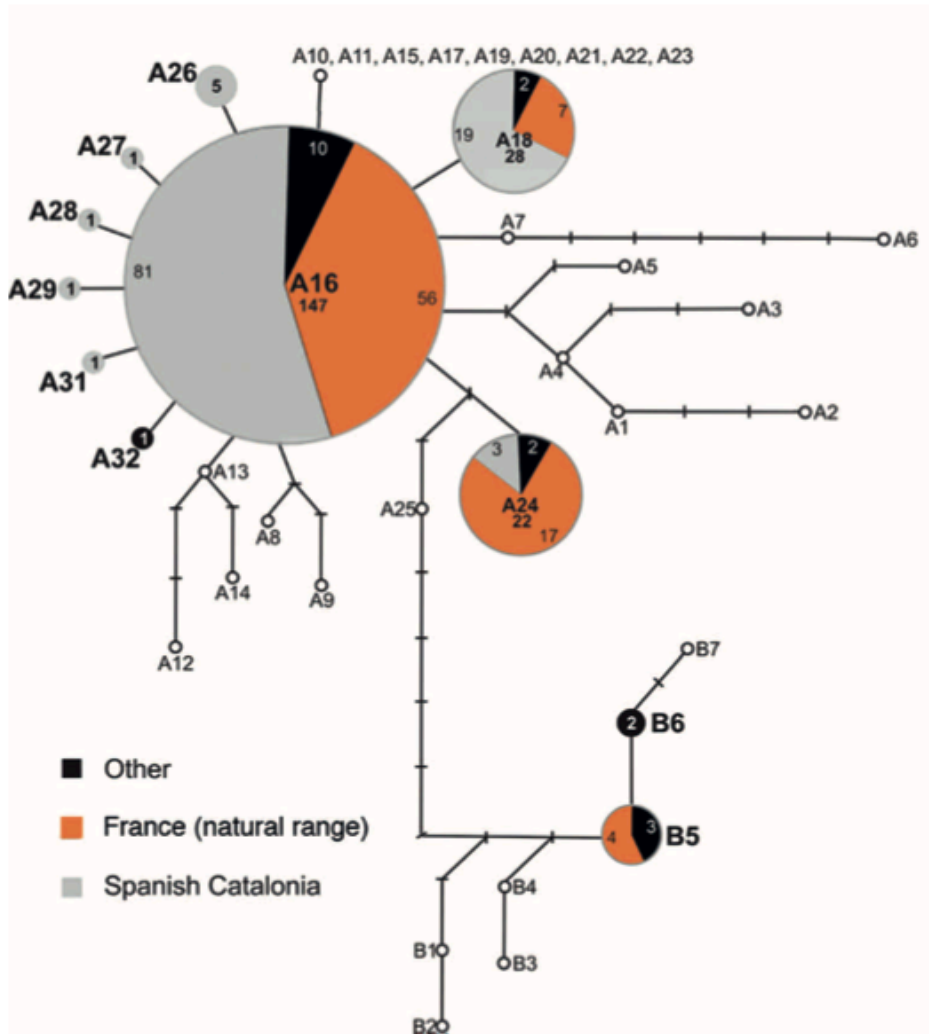 A10, A11, A15, A17, A19, A20, A21, A22, A23
A26
5
A27
1
A28
1
A29
1
A31
1
A32
1
10
81
A16
147
56
2
7
19
A18
28
A7
A6
A5
A3
A4
A1
A2
3
2
A24
22
17
A25
A13
A8
A14
A9
A12
B7
2
B6
4
3
B5
B4
B3
B1
B2
Other
France (natural range)
Spanish Catalonia